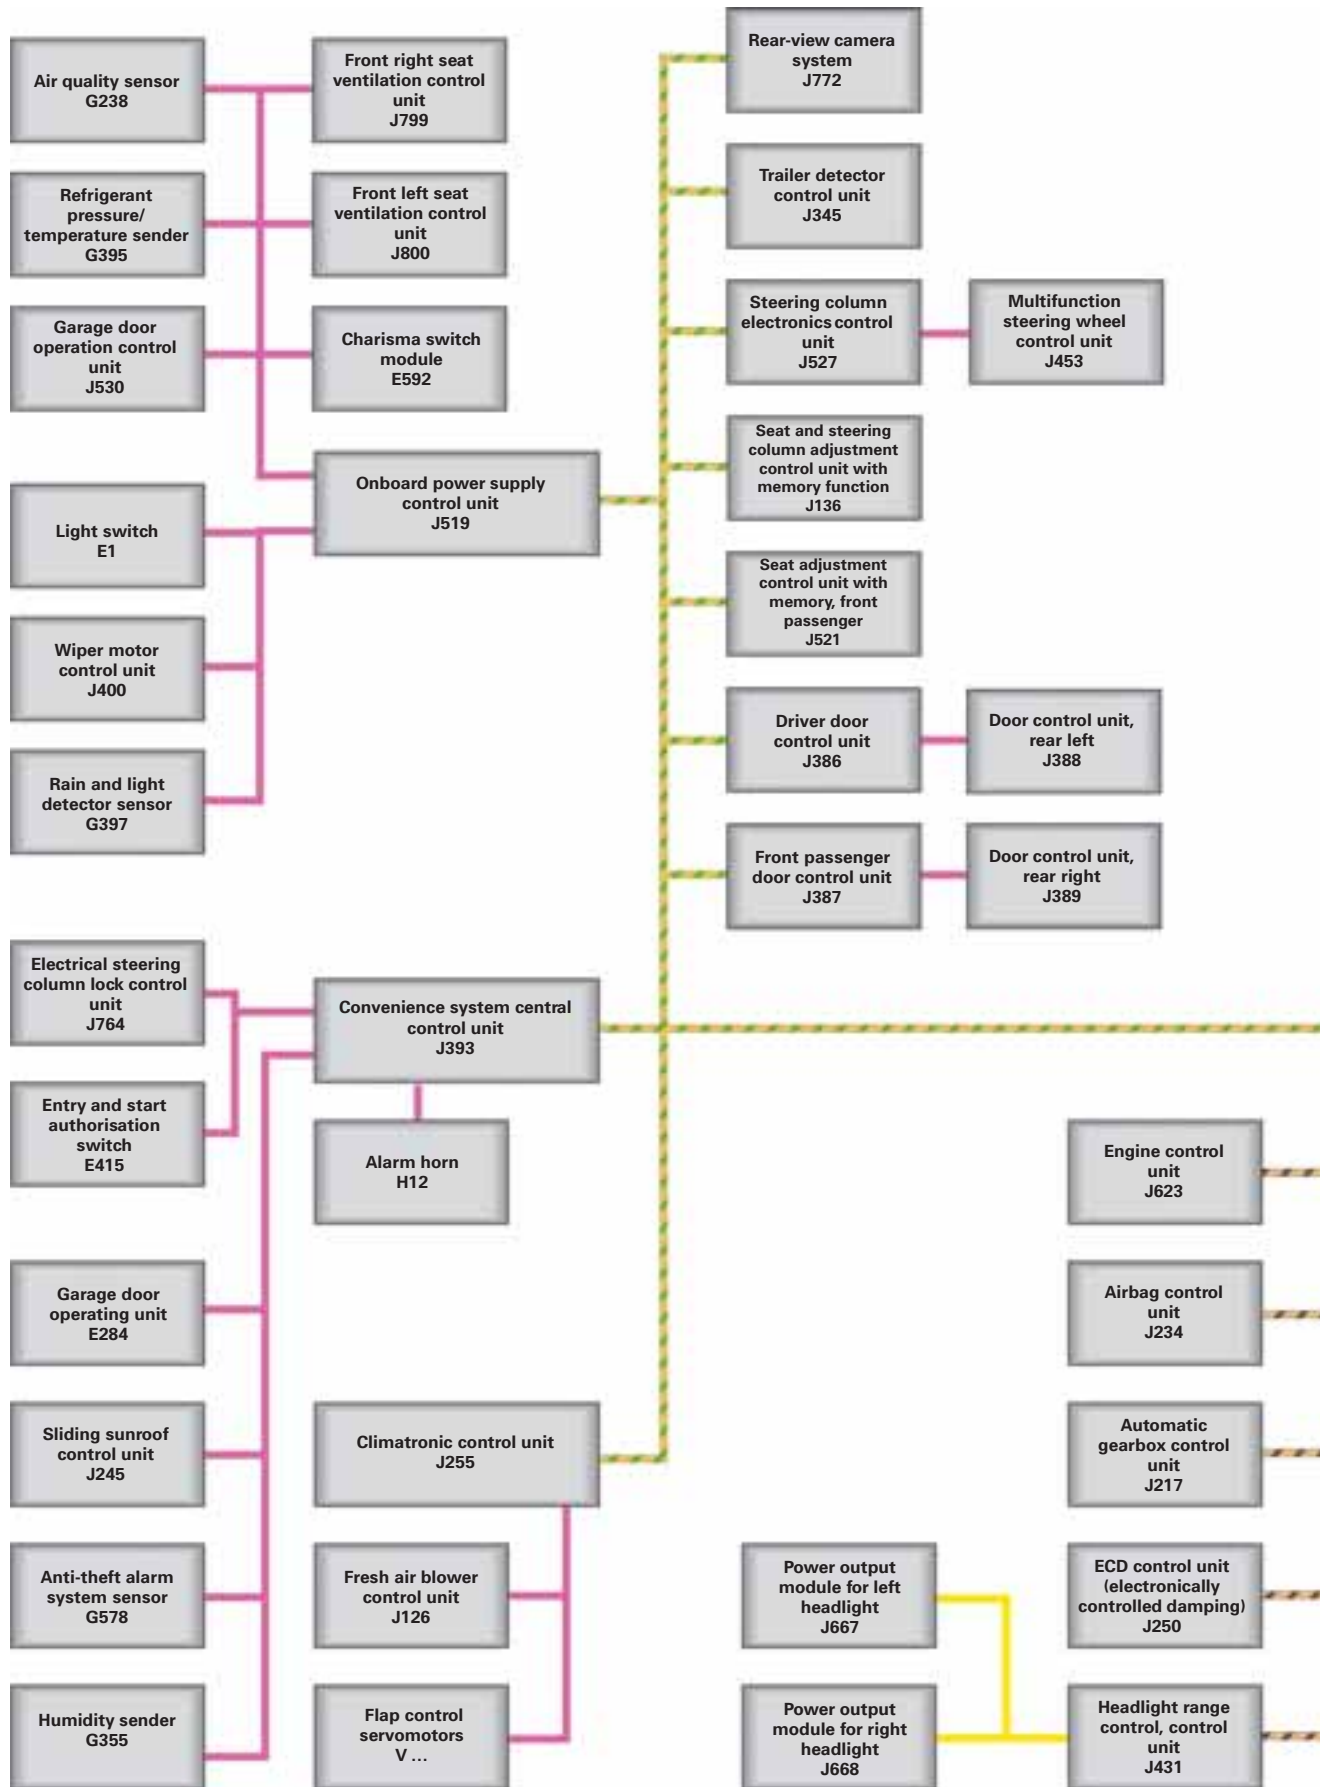 Air quality sensor
G238
Front right seat
ventilation control
unit
J799
Rear-view camera
system
J772
Refrigerant
pressure/
temperature sender
G395
Front left seat
ventilation control
unit
J800
Trailer detector
control unit
J345
Garage door
operation control
unit
J530
Charisma switch
module
E592
Steering column
electronics control
unit
J527
Multifunction
steering wheel
control unit
J453
Onboard power supply
control unit
J519
Seat and steering
column adjustment
control unit with
memory function
J136
Light switch
E1
Seat adjustment
control unit with
memory, front
passenger
J521
Wiper motor
control unit
J400
Driver door
control unit
J386
Door control unit,
rear left
J388
Rain and light
detector sensor
G397
Front passenger
door control unit
J387
Door control unit,
rear right
J389
Electrical steering
column lock control
unit
J764
Convenience system central
control unit
J393
Entry and start
authorisation
switch
E415
Alarm horn
H12
Engine control
unit
J623
Garage door
operating unit
E284
Airbag control
unit
J234
Sliding sunroof
control unit
J245
Climatronic control unit
J255
Automatic
gearbox control
unit
J217
Anti-theft alarm
system sensor
G578
Fresh air blower
control unit
J126
Power output
module for left
headlight
J667
ECD control unit
(electronically
controlled damping)
J250
Humidity sender
G355
Flap control
servomotors
V ...
Power output
module for right
headlight
J668
Headlight range
control, control
unit
J431